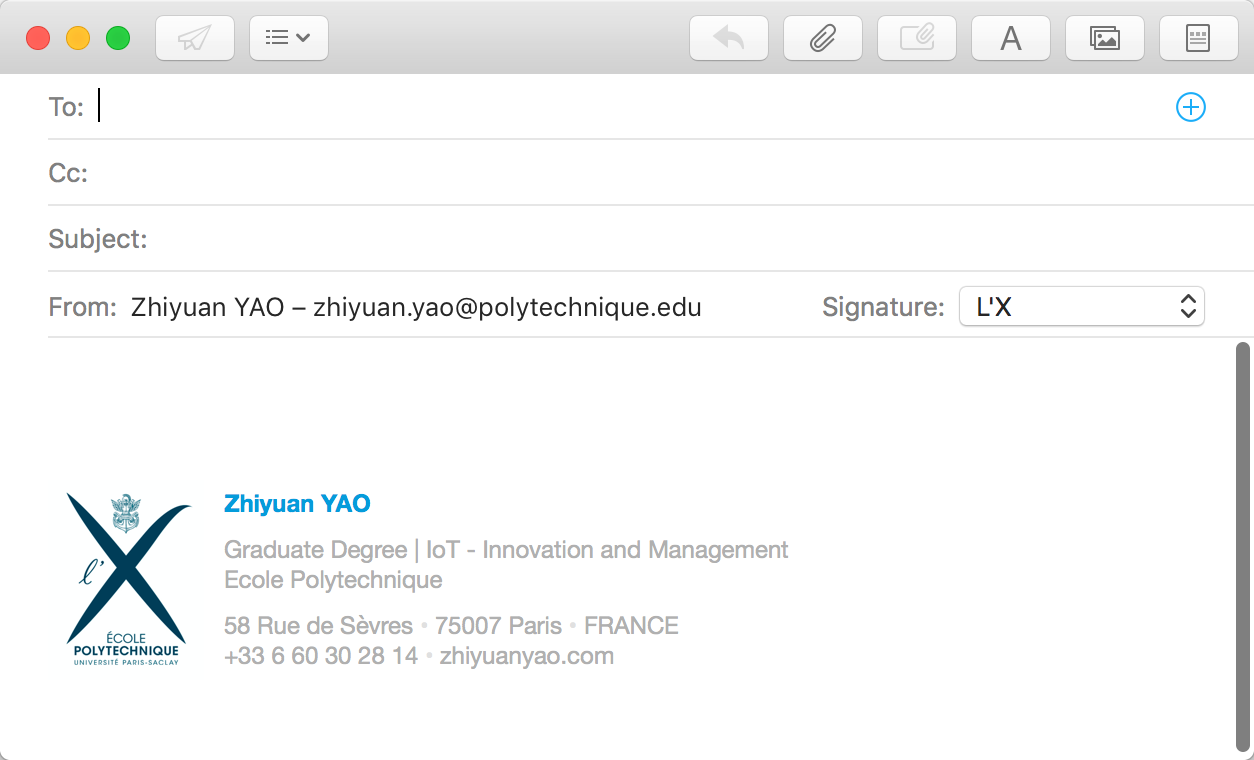 To:
Cc:
Subject:
From: Zhiyuan YAO – zhiyuan.yao@polytechnique.edu Signature: L'X
l'X
ÉCOLE
POLYTECHNIQUE
UNIVERSITÉ PARIS-SACLAY
Zhiyuan YAO
Graduate Degree | IoT - Innovation and Management
Ecole Polytechnique
58 Rue de Sèvres • 75007 Paris • FRANCE
+33 6 60 30 28 14 • zhiyuanyao.com